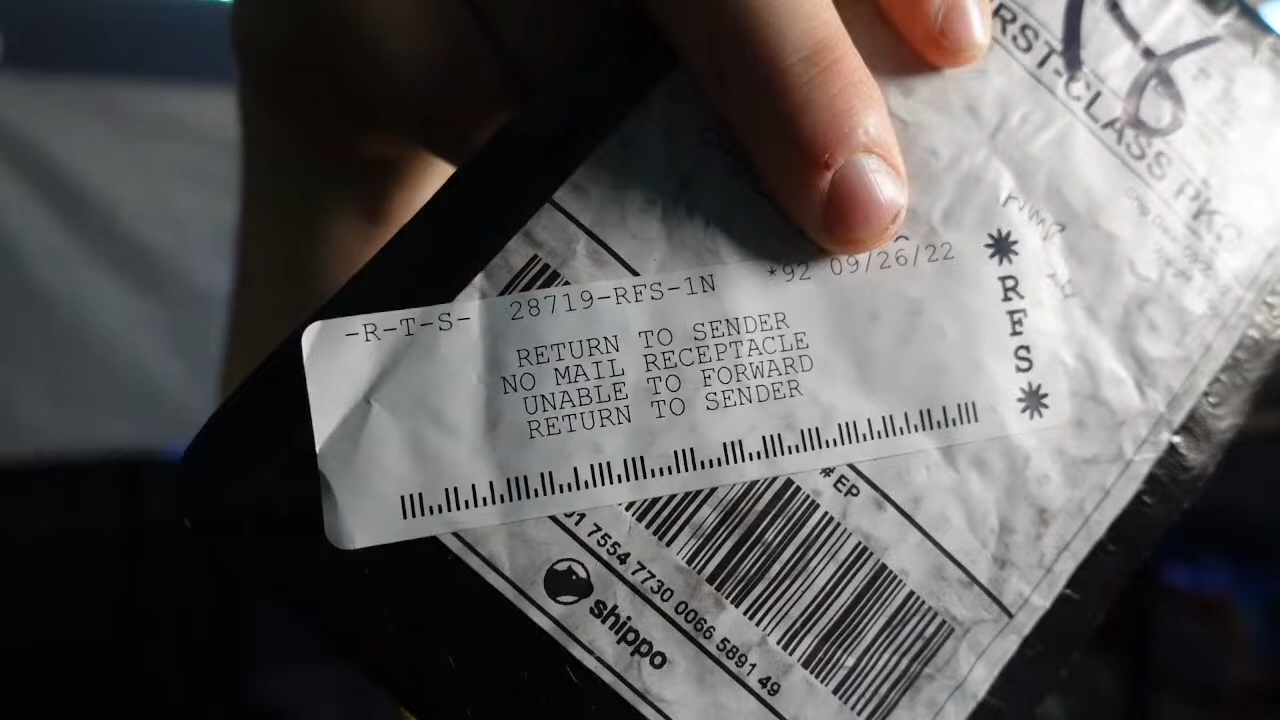 RST-CLASS PKG
-R-T-S- 28719-RFS-1N *92 09/26/22
RETURN TO SENDER
NO MAIL RECEPTACLE
UNABLE TO FORWARD
RETURN TO SENDER
*RFS*
# EP
01 7554 7730 0066 5891 49
shippo